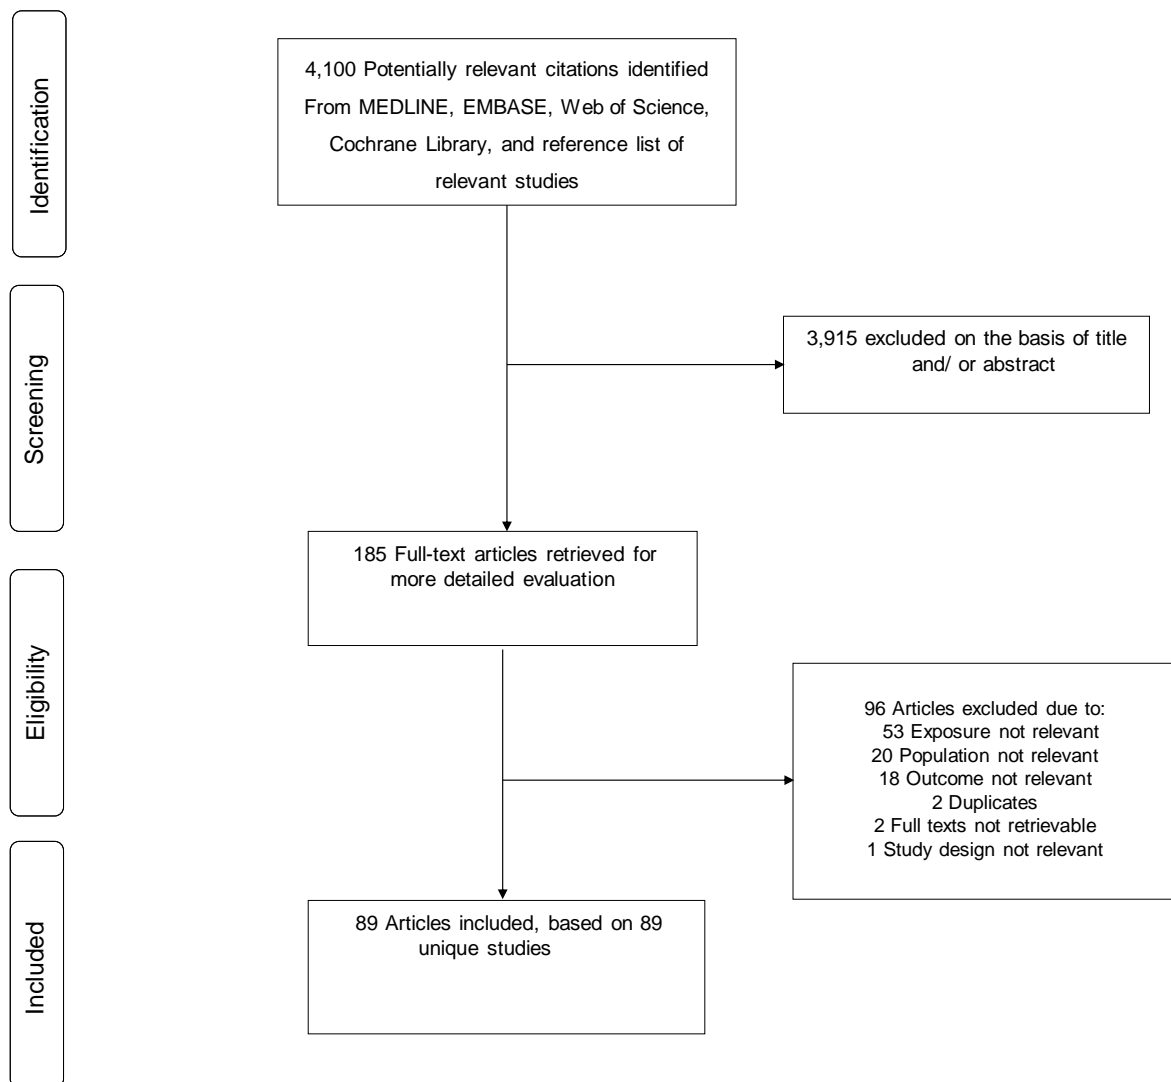 Identification
4,100 Potentially relevant citations identified
From MEDLINE, EMBASE, Web of Science,
Cochrane Library, and reference list of
relevant studies
Screening
3,915 excluded on the basis of title
and/ or abstract
185 Full-text articles retrieved for
more detailed evaluation
Eligibility
96 Articles excluded due to:
53 Exposure not relevant
20 Population not relevant
18 Outcome not relevant
2 Duplicates
2 Full texts not retrievable
1 Study design not relevant
Included
89 Articles included, based on 89
unique studies